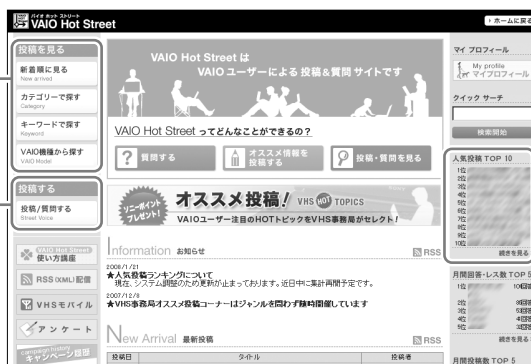 バイオ ホット ストリート
VAIO Hot Street
ホームに戻る
投稿を見る
新着順に見る
New arrived
カテゴリーで探す
Category
キーワードで探す
Keyword
VAIO機種から探す
VAIO Model
投稿する
投稿/質問する
Street Voice
VAIO Hot Street
使い方講座
RSS (XML) 配信
VHSモバイル
アンケート
campaign history
キャンペーン履歴
VAIO Hot Street は
VAIO ユーザーによる 投稿&質問 サイトです
VAIO Hot Street ってどんなことができるの?
質問する
オススメ情報を
投稿する
投稿・質問を見る
ソニーポイント
プレゼント!
オススメ投稿! VHS HOT TOPICS
VAIOユーザー注目のHOTトピックをVHS事務局がセレクト!
Information お知らせ
RSS
2008/1/21
★人気投稿ランキングについて
現在、システム調整のため更新が止まっております。近日中に集計再開予定です。
2007/12/8
★VHS事務局オススメ投稿コーナーはジャンルを問わず随時開催しています
New Arrival 最新投稿
RSS
投稿日
タイトル
投稿者
マイ プロフィール
My profile
マイプロフィール
クイック サーチ
検索開始
人気投稿 TOP 10
1位
2位
3位
4位
5位
6位
7位
8位
9位
10位
続きを見る
月間回答・レス数 TOP 5
1位
2位
3位
4位
5位
続きを見る
月間投稿数 TOP 5